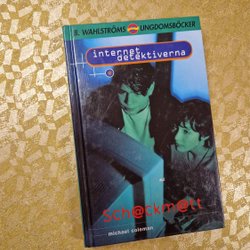 B. WAHLSTRÖMS UNGDOMSBÖCKER
internet
detektiverna
Sch@ckm@tt
michael coleman